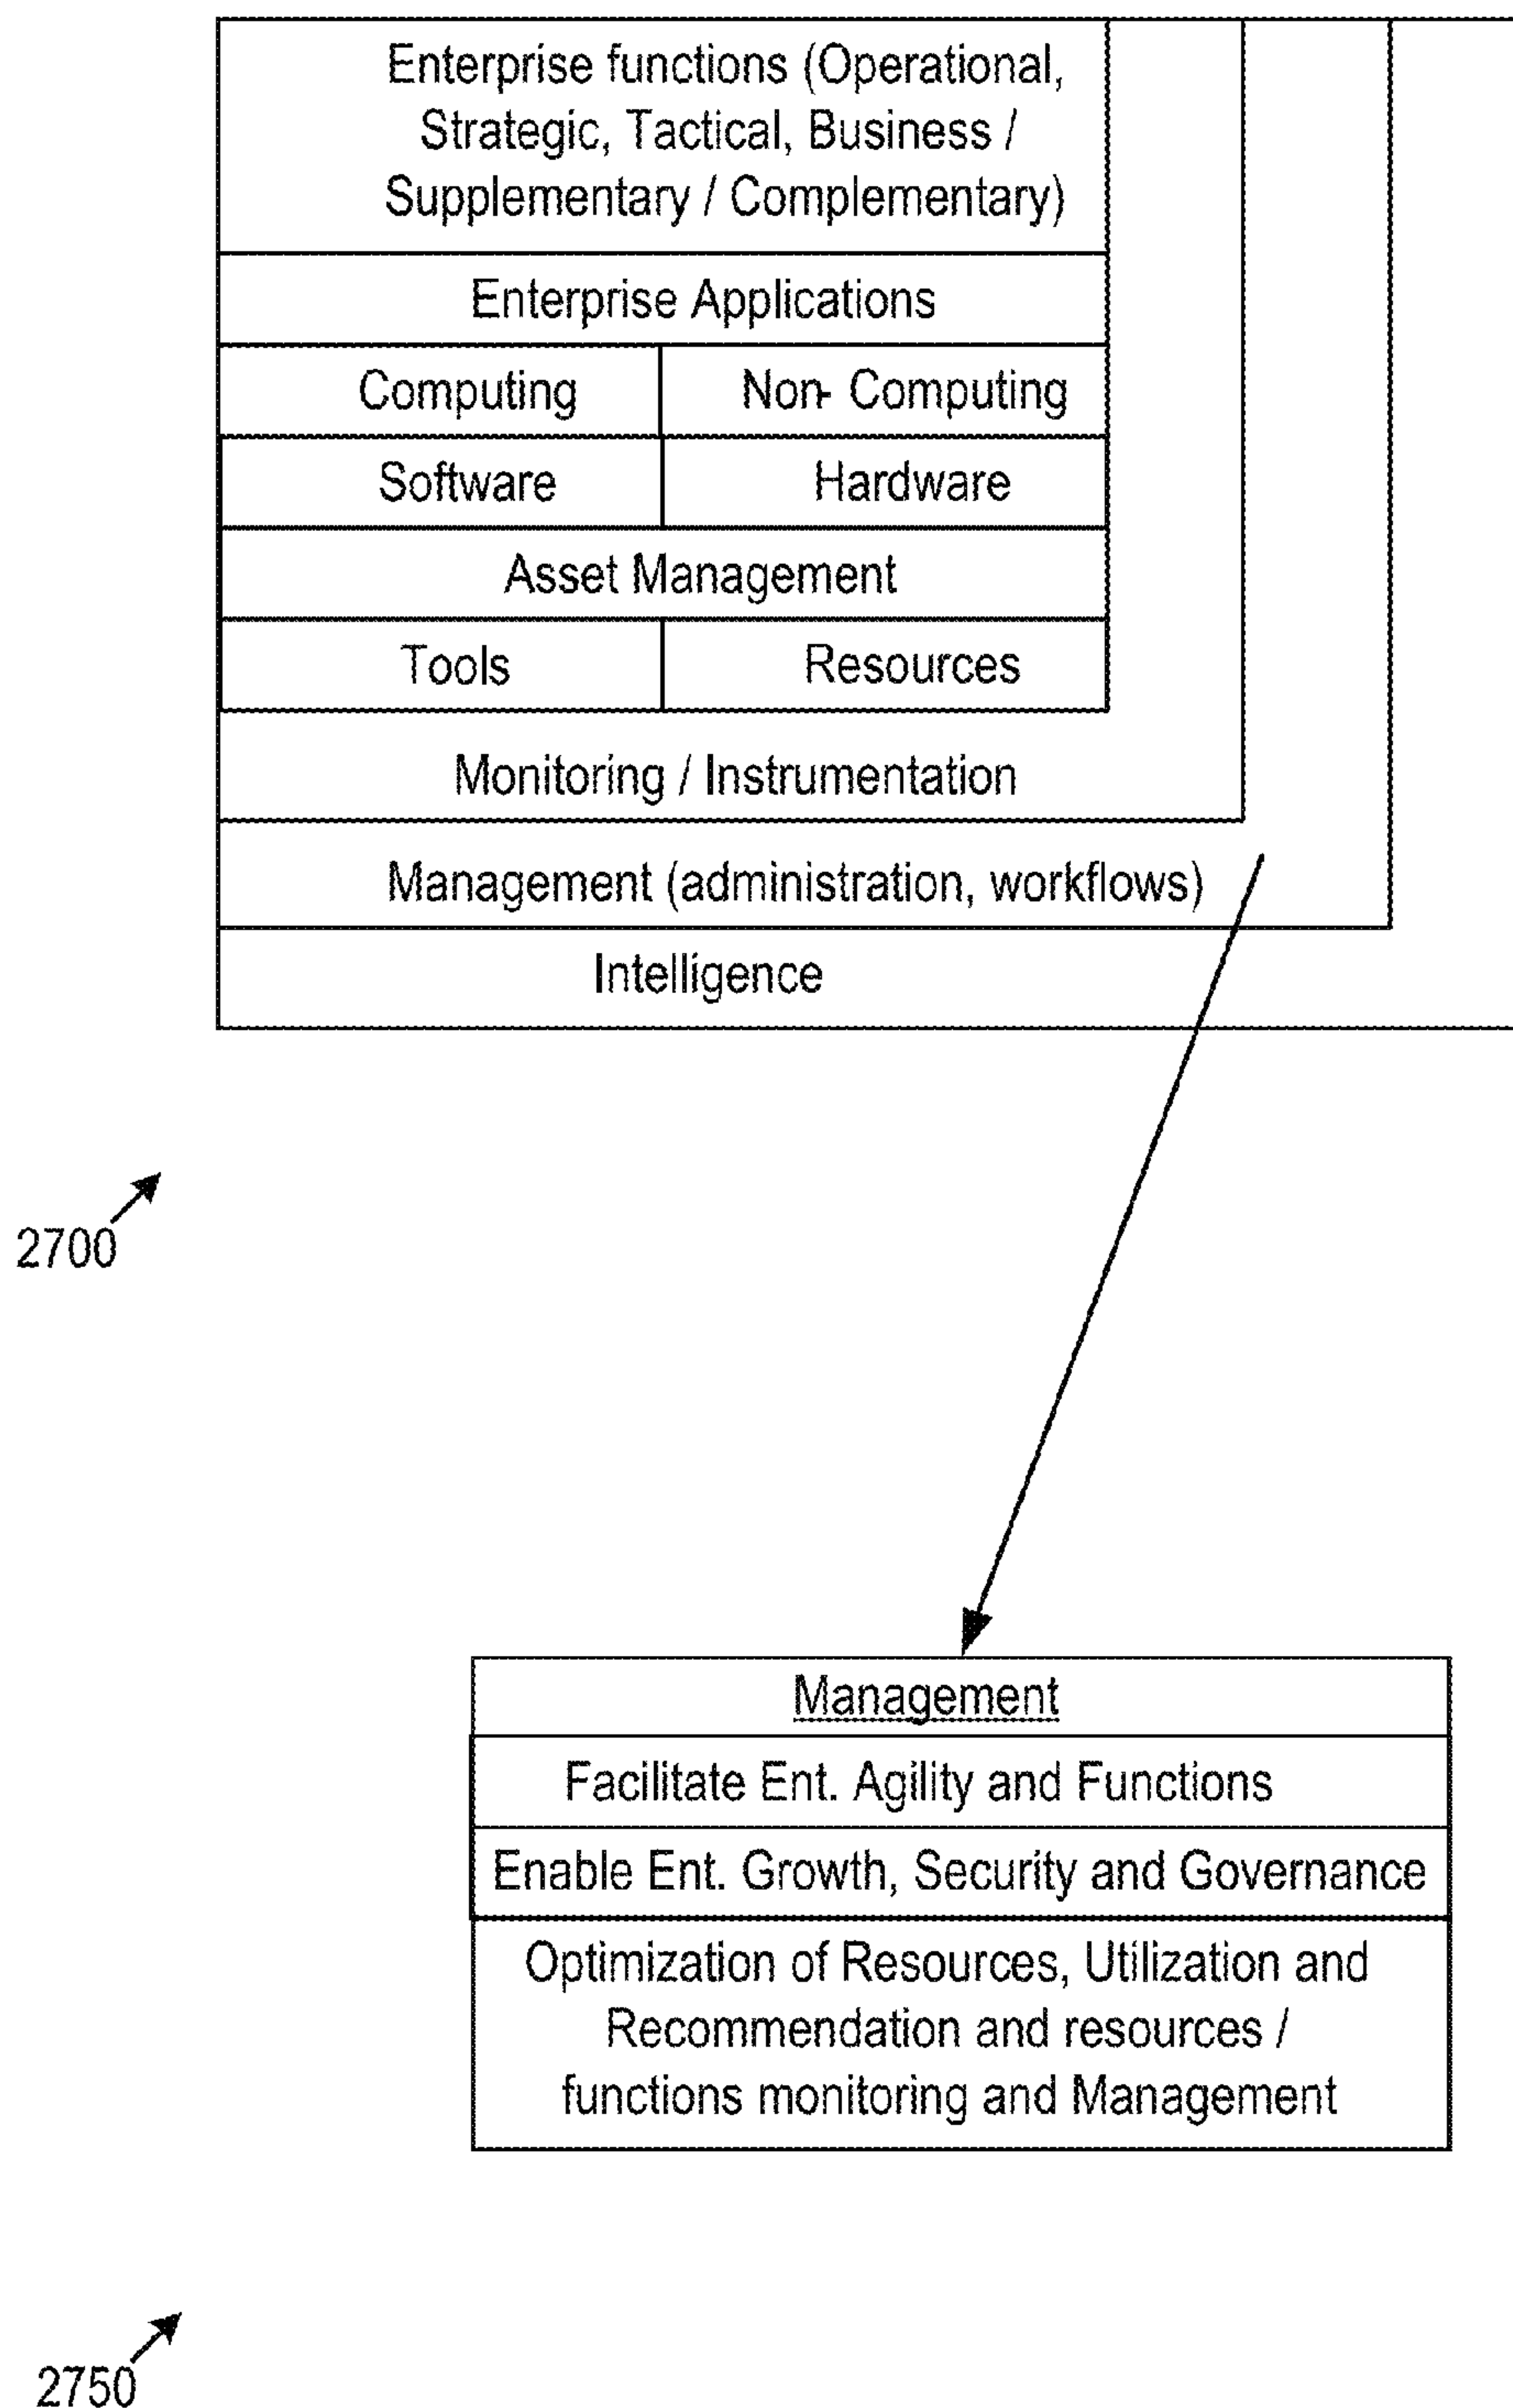 Enterprise functions (Operational,
Strategic, Tactical, Business /
Supplementary / Complementary)
Enterprise Applications
Computing Non- Computing
Software Hardware
Asset Management
Tools Resources
Monitoring / Instrumentation
Management (administration, workflows)
Intelligence
2700
Management
Facilitate Ent. Agility and Functions
Enable Ent. Growth, Security and Governance
Optimization of Resources, Utilization and
Recommendation and resources /
functions monitoring and Management
2750